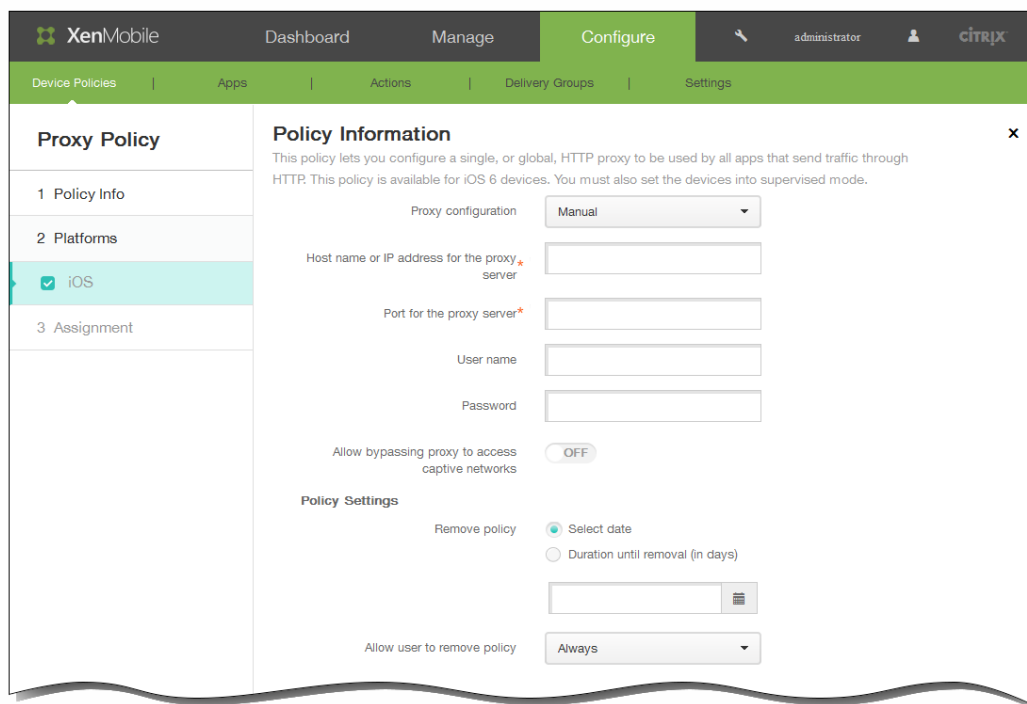 XenMobile Dashboard Manage Configure administrator CİTRIX
Device Policies | Apps | Actions | Delivery Groups | Settings
Proxy Policy
1 Policy Info
2 Platforms
iOS
3 Assignment
Policy Information
This policy lets you configure a single, or global, HTTP proxy to be used by all apps that send traffic through
HTTP. This policy is available for iOS 6 devices. You must also set the devices into supervised mode.
Proxy configuration Manual
Host name or IP address for the proxy
server*
Port for the proxy server*
User name
Password
Allow bypassing proxy to access
captive networks OFF
Policy Settings
Remove policy Select date
Duration until removal (in days)
Allow user to remove policy Always